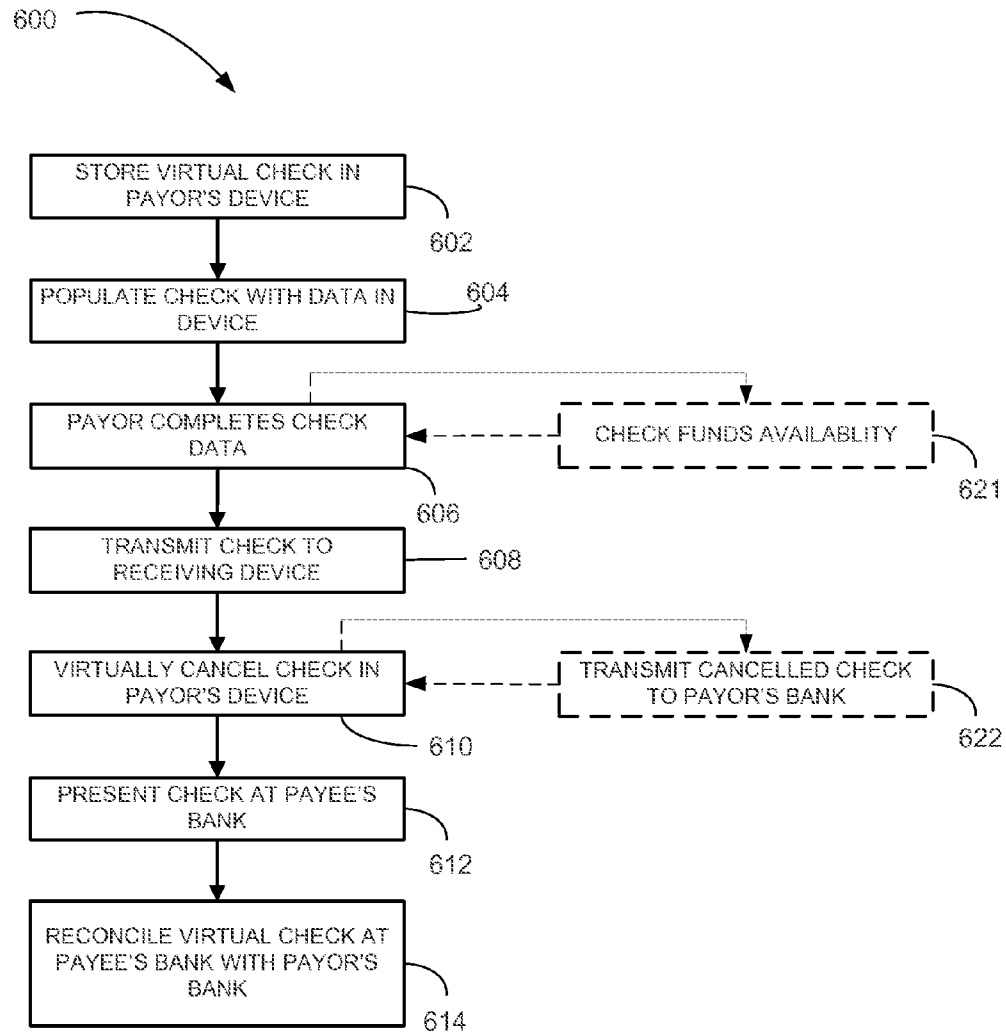 600
STORE VIRTUAL CHECK IN
PAYOR'S DEVICE
602
POPULATE CHECK WITH DATA IN
DEVICE
604
PAYOR COMPLETES CHECK
DATA
606
CHECK FUNDS AVAILABLITY
621
TRANSMIT CHECK TO
RECEIVING DEVICE
608
VIRTUALLY CANCEL CHECK IN
PAYOR'S DEVICE
610
TRANSMIT CANCELLED CHECK
TO PAYOR'S BANK
622
PRESENT CHECK AT PAYEE'S
BANK
612
RECONCILE VIRTUAL CHECK AT
PAYEE'S BANK WITH PAYOR'S
BANK
614